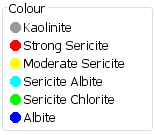 Colour
Kaolinite
Strong Sericite
Moderate Sericite
Sericite Albite
Sericite Chlorite
Albite